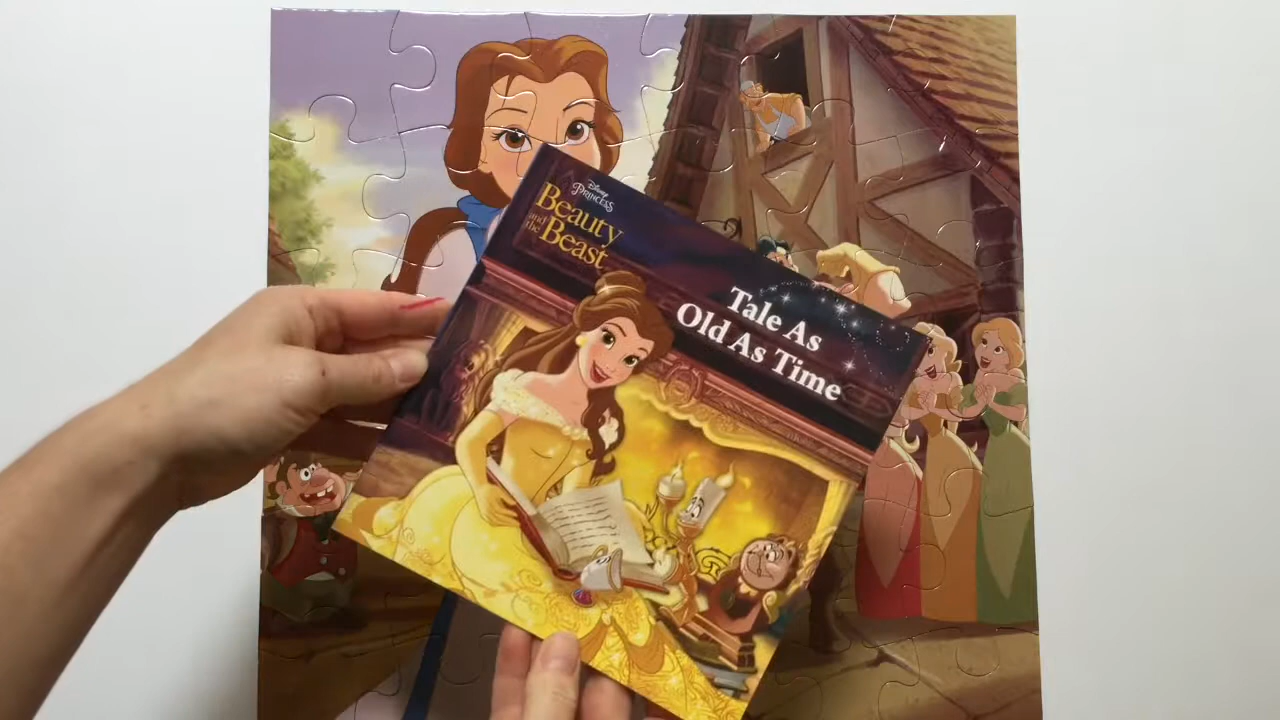 Disney
PRINCESS
Beauty
and
the
Beast
Tale As
Old As Time